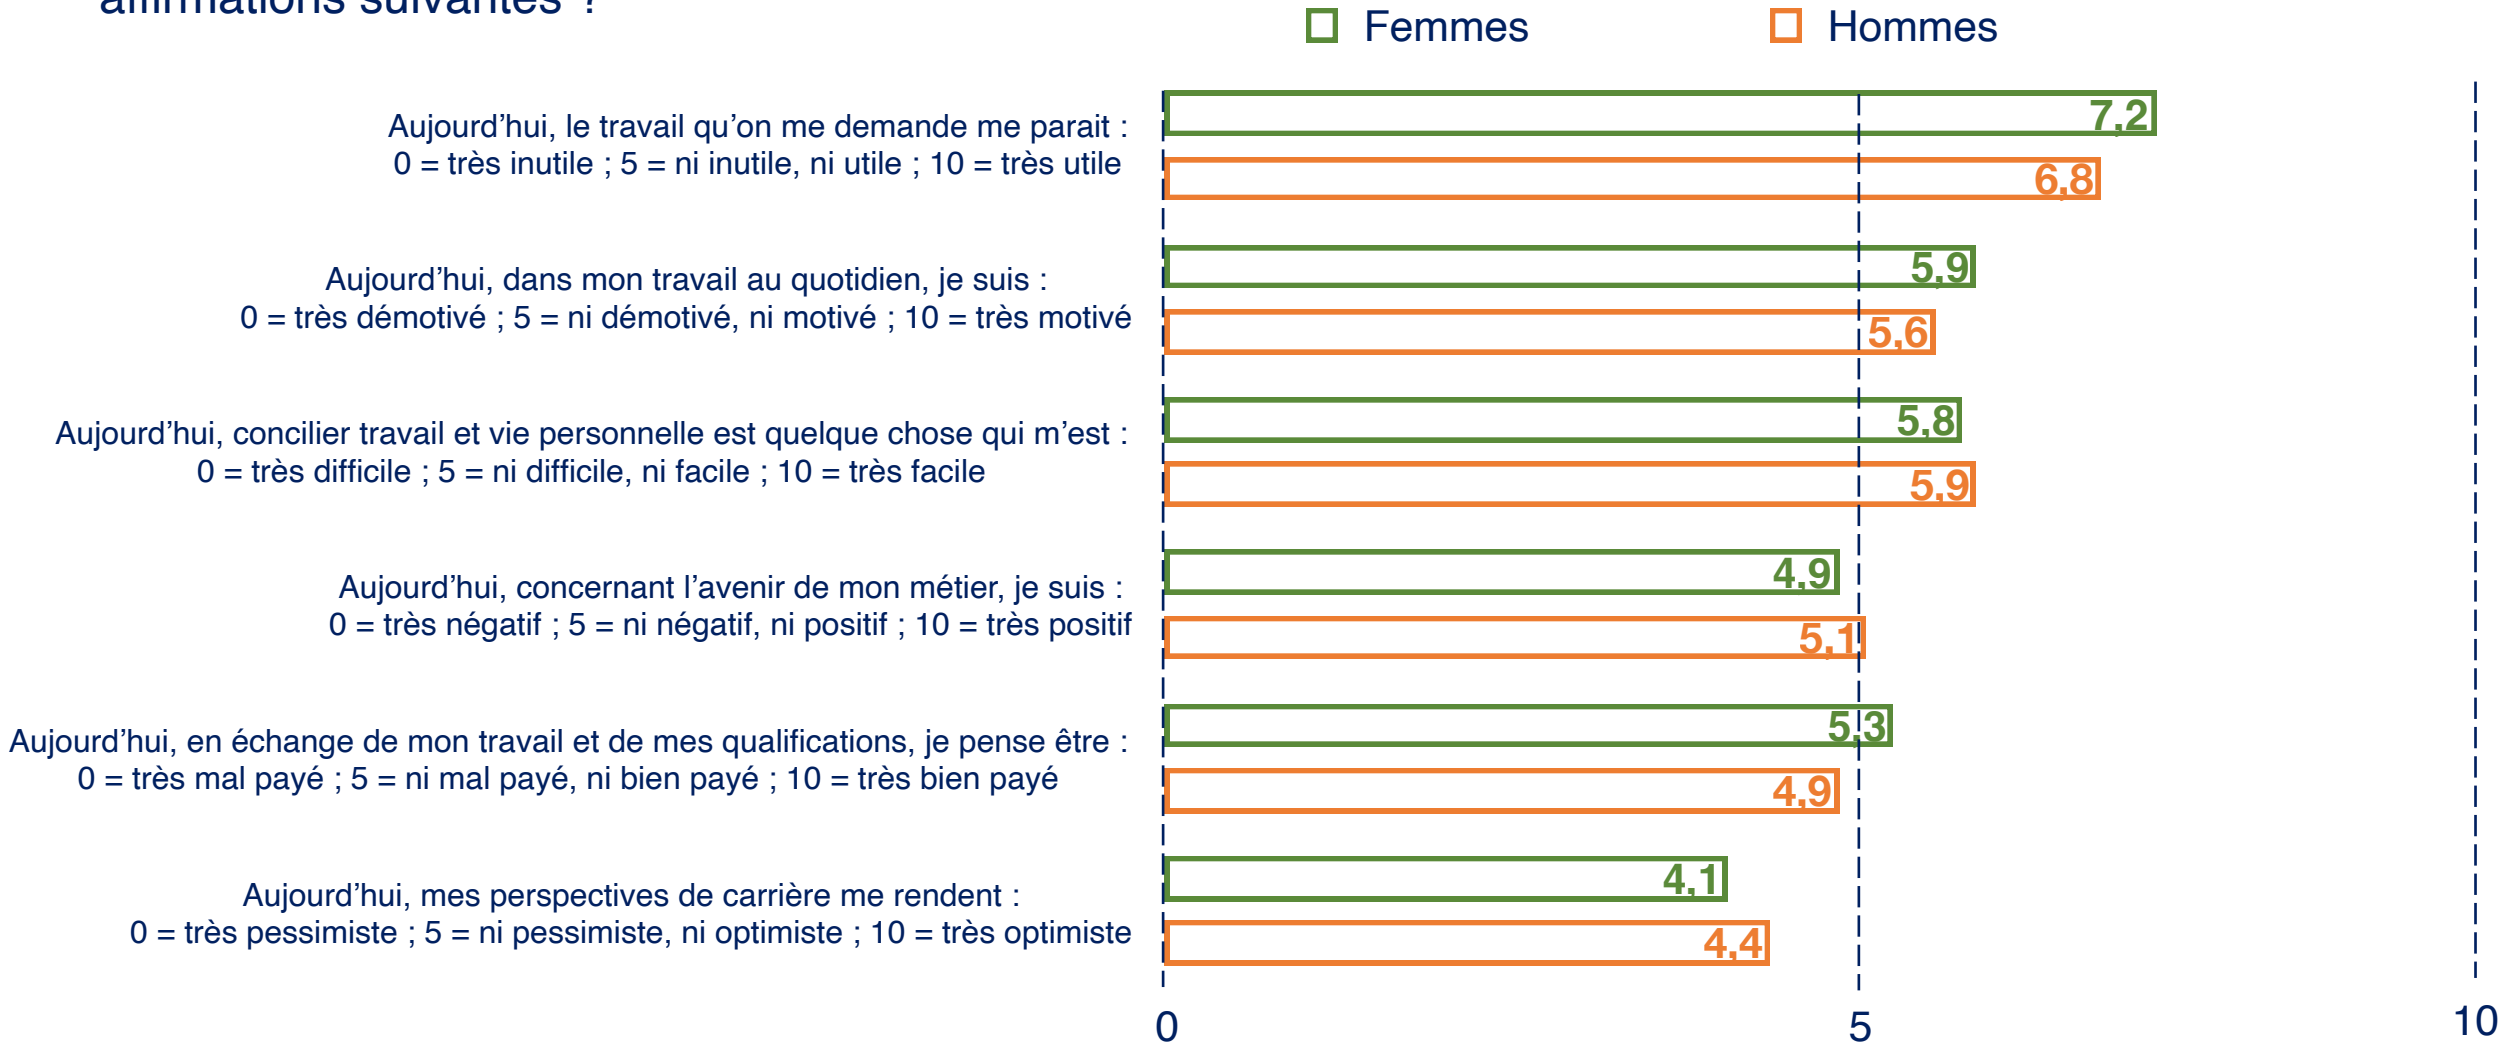 affirmations suivantes ?
Femmes
Hommes
Aujourd’hui, le travail qu’on me demande me parait :
0 = très inutile ; 5 = ni inutile, ni utile ; 10 = très utile
7,2
6,8
Aujourd’hui, dans mon travail au quotidien, je suis :
0 = très démotivé ; 5 = ni démotivé, ni motivé ; 10 = très motivé
5,9
5,6
Aujourd’hui, concilier travail et vie personnelle est quelque chose qui m’est :
0 = très difficile ; 5 = ni difficile, ni facile ; 10 = très facile
5,8
5,9
Aujourd’hui, concernant l’avenir de mon métier, je suis :
0 = très négatif ; 5 = ni négatif, ni positif ; 10 = très positif
4,9
5,1
Aujourd’hui, en échange de mon travail et de mes qualifications, je pense être :
0 = très mal payé ; 5 = ni mal payé, ni bien payé ; 10 = très bien payé
5,3
4,9
Aujourd’hui, mes perspectives de carrière me rendent :
0 = très pessimiste ; 5 = ni pessimiste, ni optimiste ; 10 = très optimiste
4,1
4,4
0
5
10